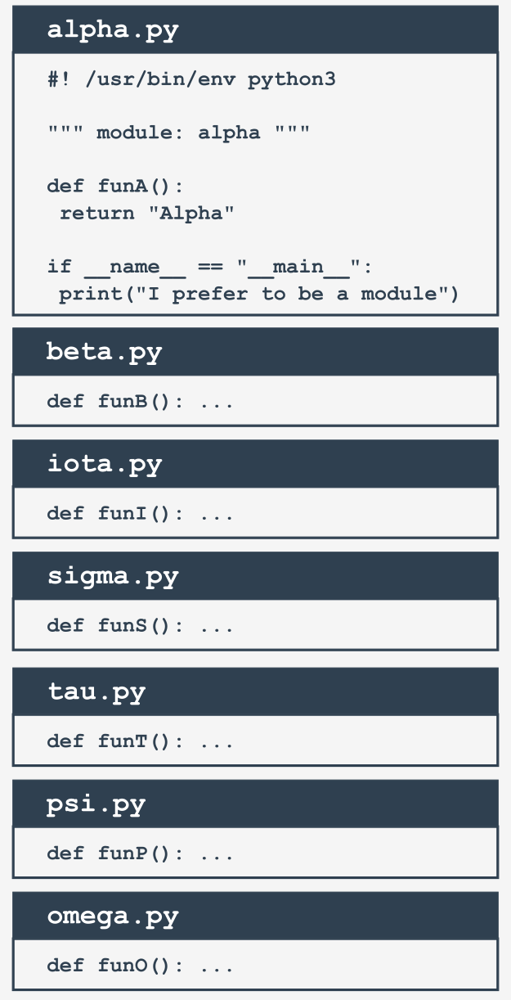 alpha.py
#! /usr/bin/env python3
""" module: alpha """
def funA():
 return "Alpha"
if __name__ == "__main__":
 print("I prefer to be a module")
beta.py
def funB(): ...
iota.py
def funI(): ...
sigma.py
def funS(): ...
tau.py
def funT(): ...
psi.py
def funP(): ...
omega.py
def funO(): ...